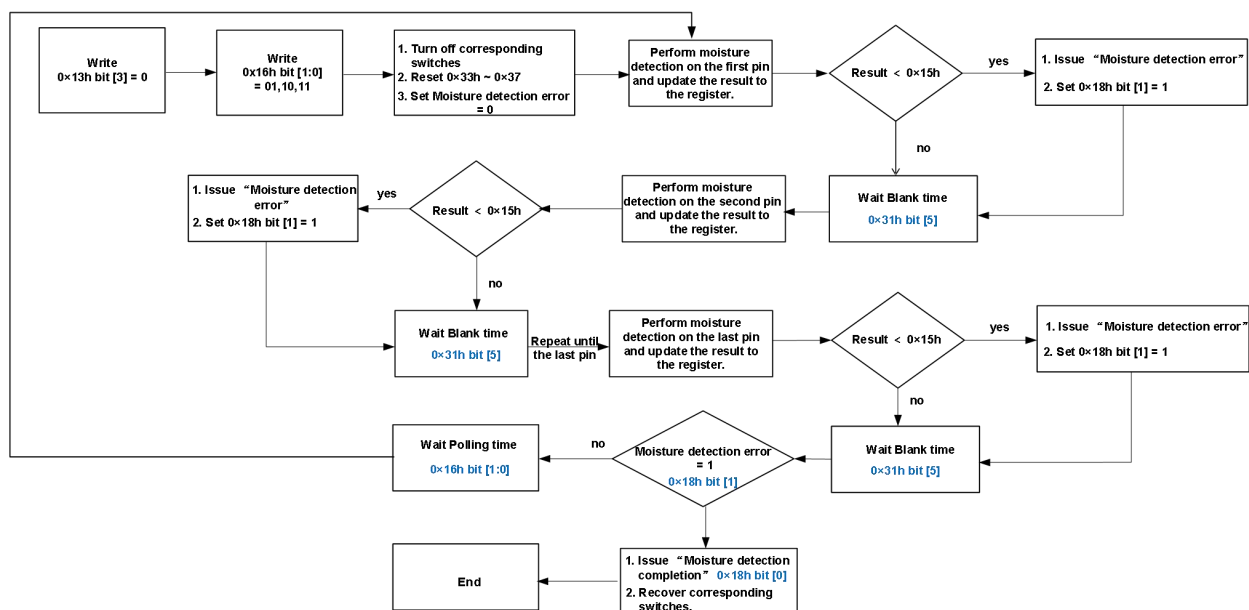 Write
0×13h bit [3] = 0
Write
0x16h bit [1:0]
= 01,10,11
1. Turn off corresponding
switches
2. Reset 0×33h ~ 0×37
3. Set Moisture detection error
= 0
Perform moisture
detection on the first pin
and update the result to
the register.
Result < 0×15h
yes
1. Issue “Moisture detection error”
2. Set 0×18h bit [1] = 1
no
1. Issue “Moisture detection
error”
2. Set 0×18h bit [1] = 1
yes
Result < 0×15h
Perform moisture
detection on the second pin
and update the result to
the register.
Wait Blank time
0×31h bit [5]
no
Wait Blank time
0×31h bit [5]
Repeat until
the last pin
Perform moisture
detection on the last pin
and update the result to
the register.
Result < 0×15h
yes
1. Issue “Moisture detection error”
2. Set 0×18h bit [1] = 1
no
Wait Polling time
0×16h bit [1:0]
no
Moisture detection error
= 1
0×18h bit [1]
Wait Blank time
0×31h bit [5]
End
1. Issue “Moisture detection
completion” 0×18h bit [0]
2. Recover corresponding
switches.